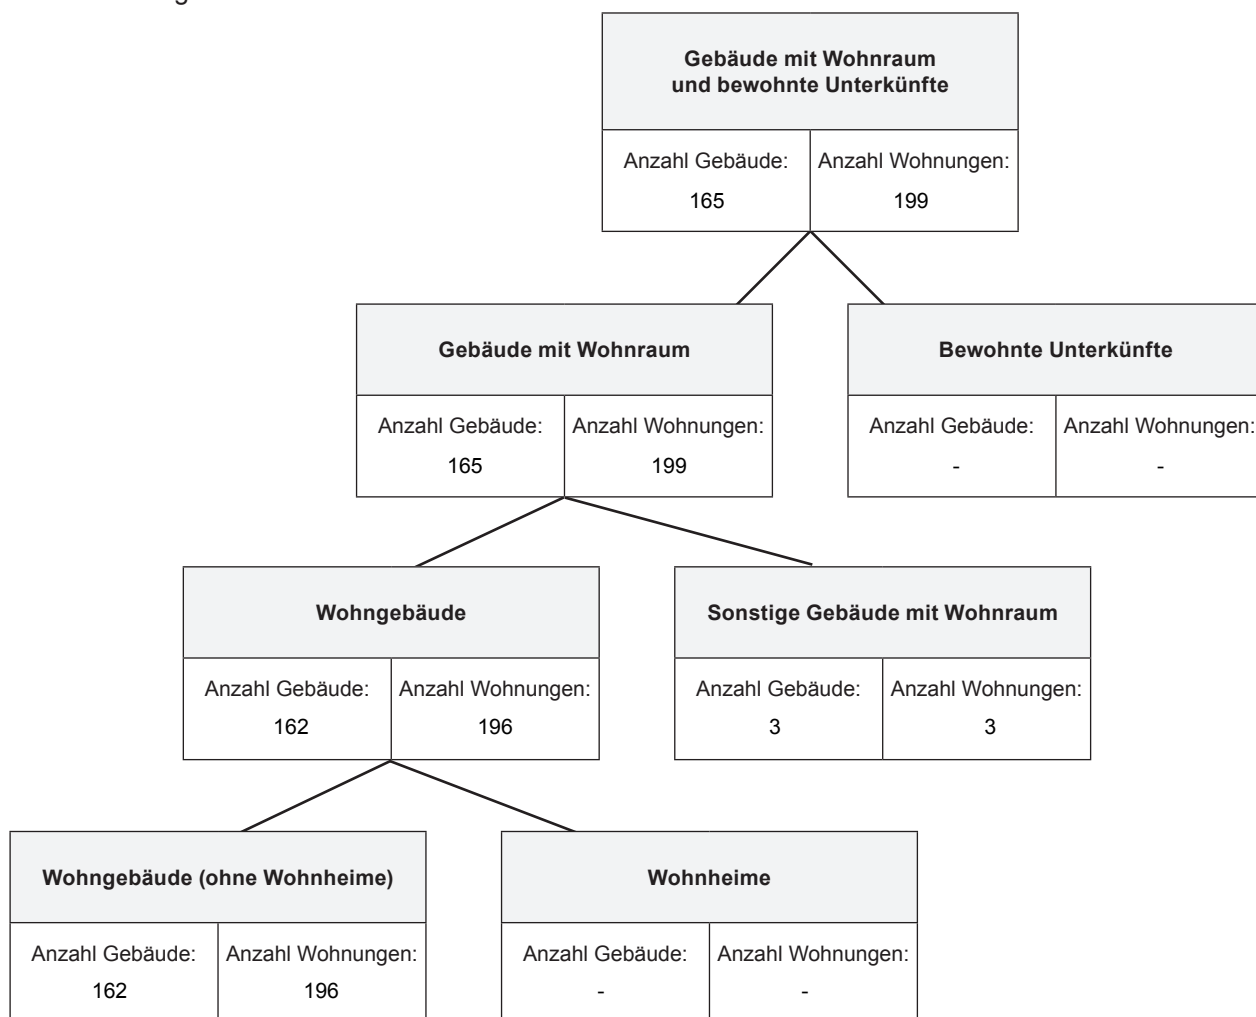 Gebäude mit Wohnraum
und bewohnte Unterkünfte
Anzahl Gebäude: Anzahl Wohnungen:
165 199
Gebäude mit Wohnraum
Anzahl Gebäude: Anzahl Wohnungen:
165 199
Bewohnte Unterkünfte
Anzahl Gebäude: Anzahl Wohnungen:
- -
Wohngebäude
Anzahl Gebäude: Anzahl Wohnungen:
162 196
Sonstige Gebäude mit Wohnraum
Anzahl Gebäude: Anzahl Wohnungen:
3 3
Wohngebäude (ohne Wohnheime)
Anzahl Gebäude: Anzahl Wohnungen:
162 196
Wohnheime
Anzahl Gebäude: Anzahl Wohnungen:
- -